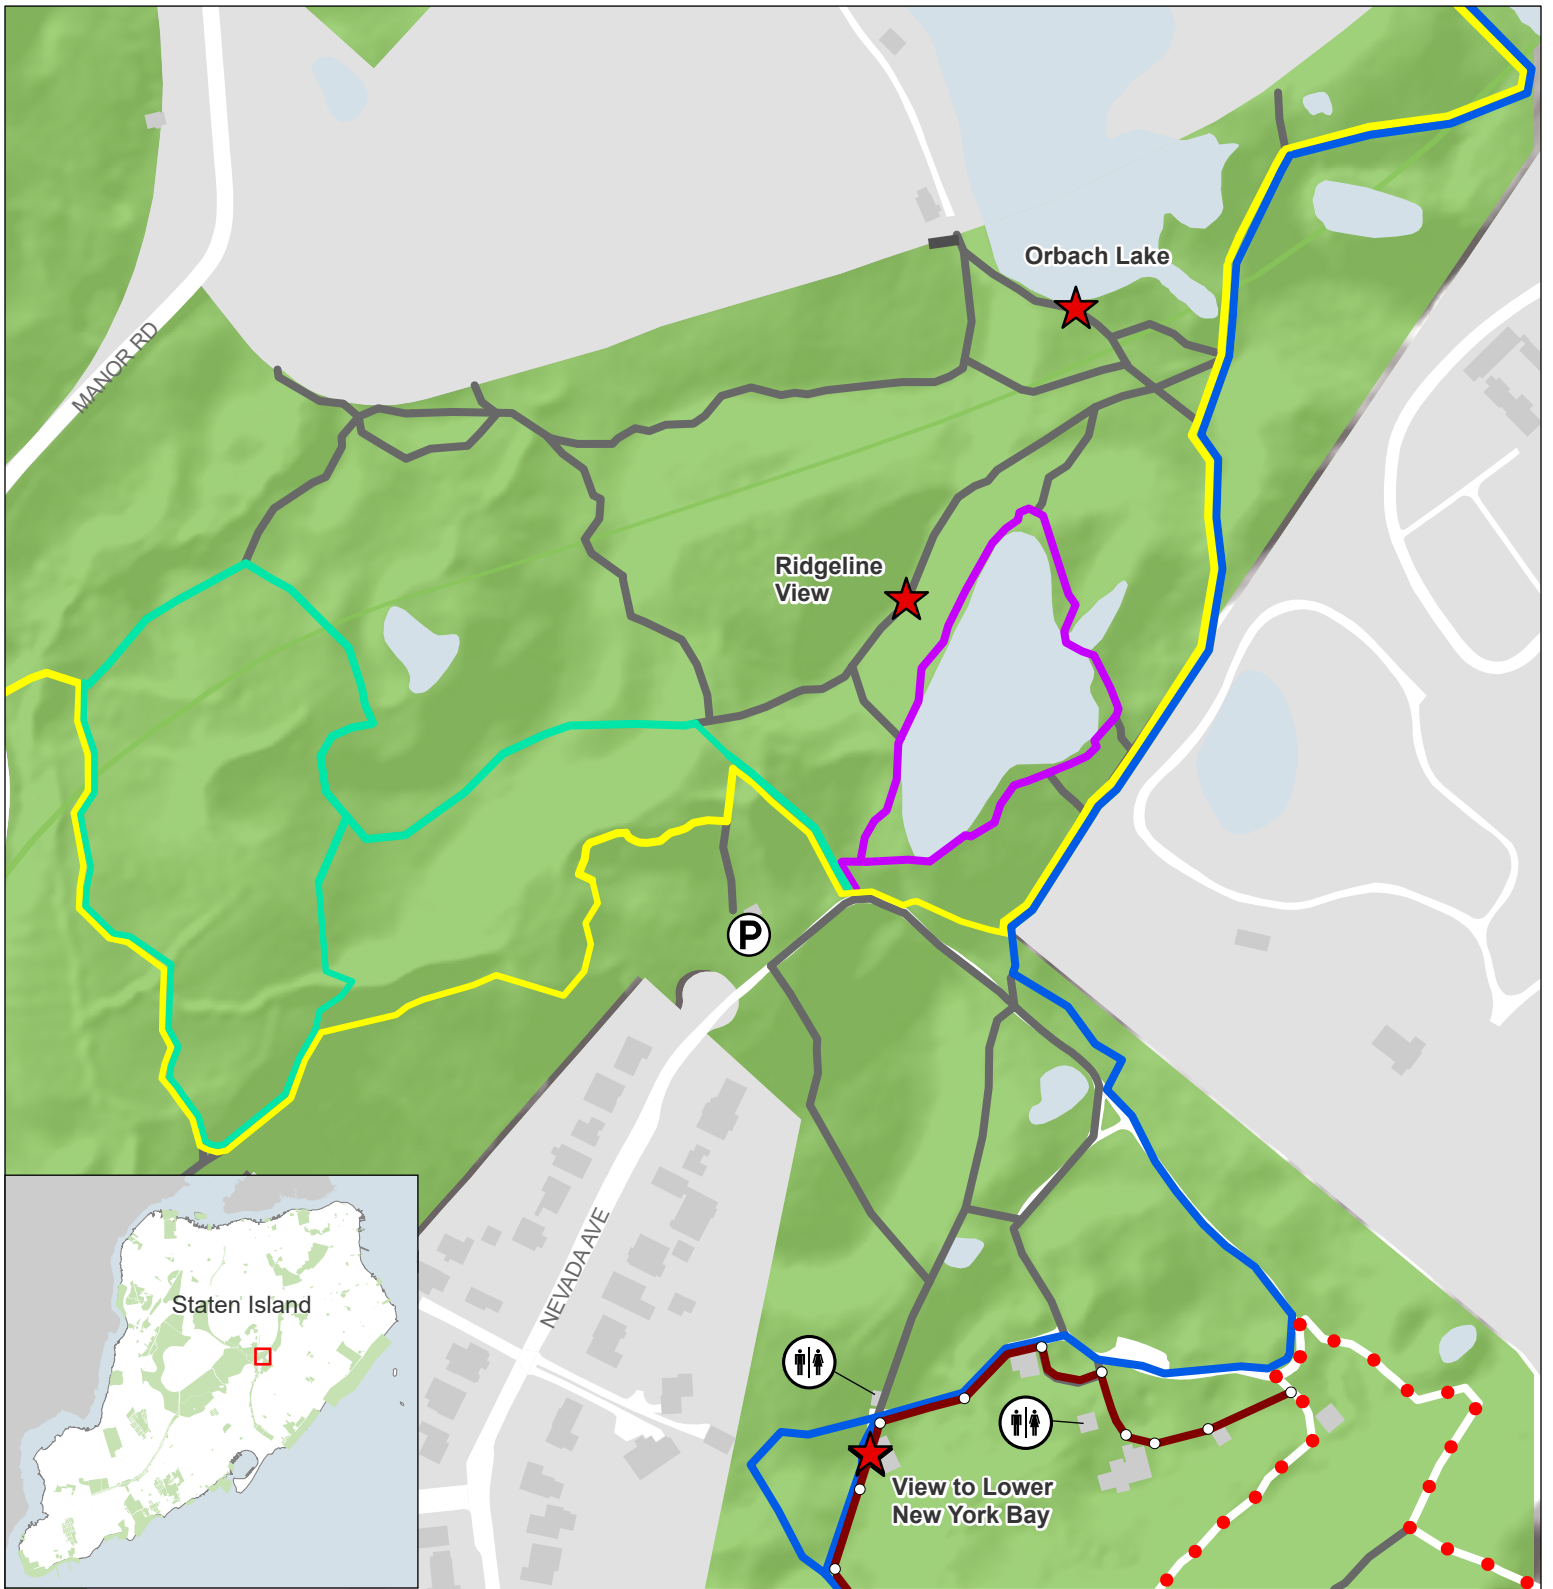 Orbach Lake
MANOR RD
Ridgeline
View
P
NEVADA AVE
Staten Island
View to Lower
New York Bay